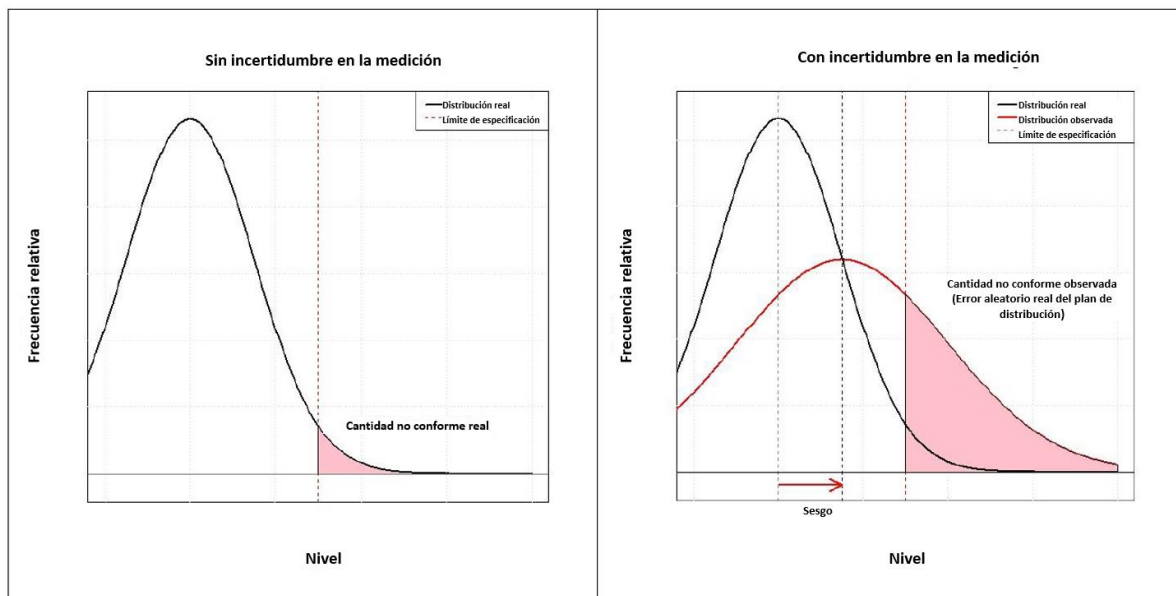 Sin incertidumbre en la medición
Distribución real
Límite de especificación
Frecuencia relativa
Cantidad no conforme real
Nivel
Con incertidumbre en la medición
Distribución real
Distribución observada
Límite de especificación
Frecuencia relativa
Cantidad no conforme observada
(Error aleatorio real del plan de
distribución)
Sesgo
Nivel